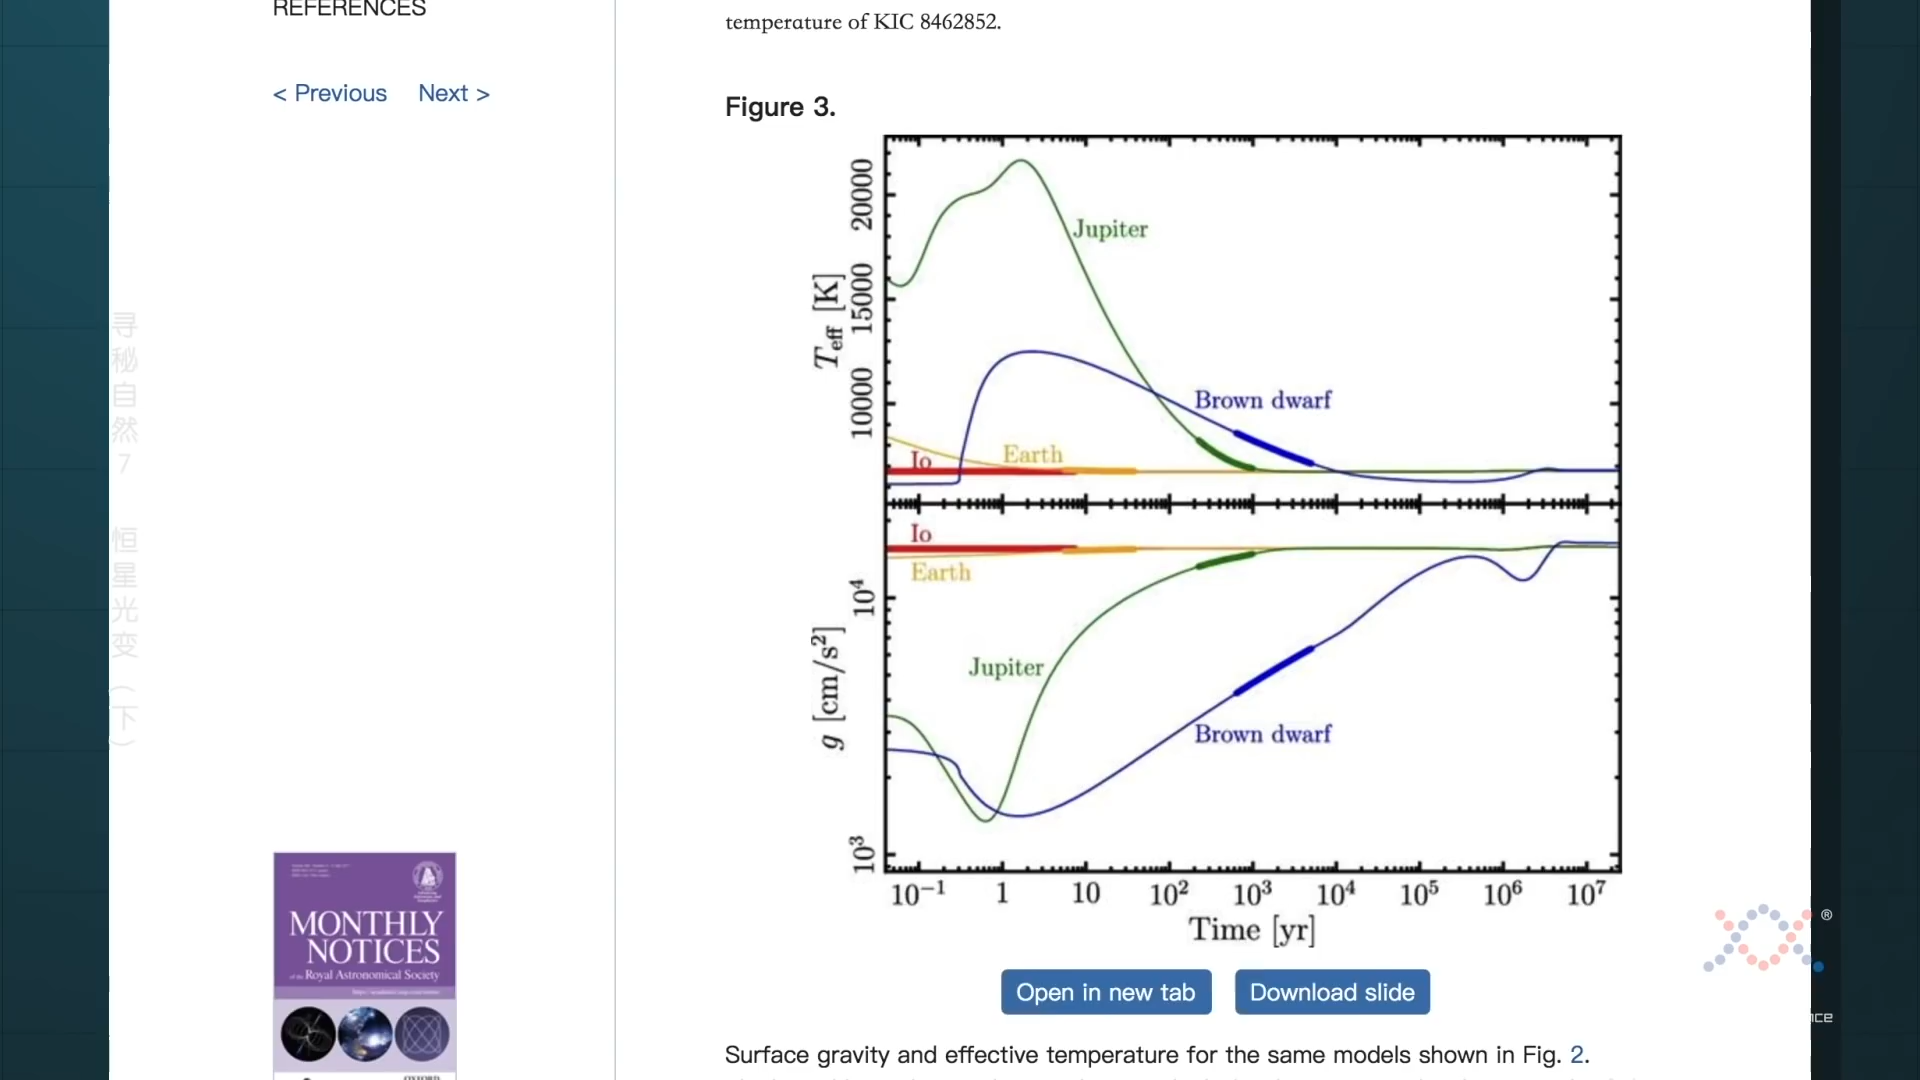 REFERENCES
< Previous
Next >
temperature of KIC 8462852.
Figure 3.
20000
15000
10000
T_eff [K]
Jupiter
Brown dwarf
Earth
Io
Io
Earth
Jupiter
Brown dwarf
10⁴
10³
g [cm/s²]
10⁻¹ 1 10 10² 10³ 10⁴ 10⁵ 10⁶ 10⁷
Time [yr]
Open in new tab
Download slide
Surface gravity and effective temperature for the same models shown in Fig. 2.
寻秘自然7 恒星光变（下）
MONTHLY
NOTICES
of the Royal Astronomical Society
®